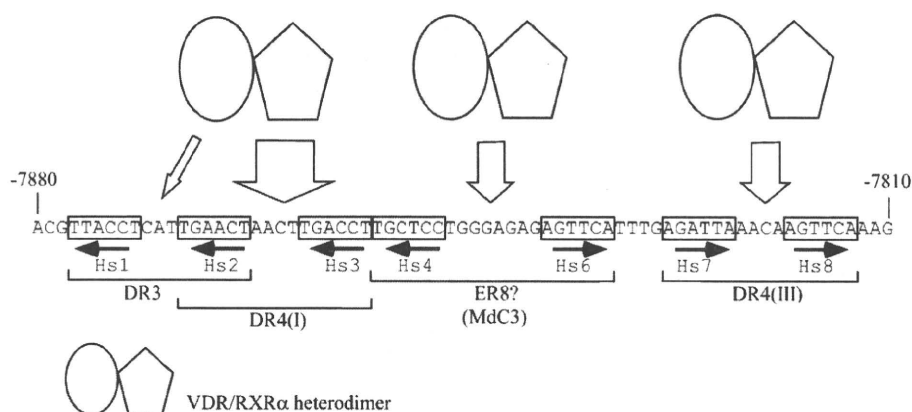 -7880
-7810
ACGTTACCTCATTGAACTAACTTGACCTTGCTCCTGGGAGAGAGTTCATTTGAGATTAAACAAGTTCAAAG
Hs1 Hs2 Hs3 Hs4 Hs6 Hs7 Hs8
DR3 ER8? DR4(III)
DR4(I) (MdC3)
VDR/RXRα heterodimer